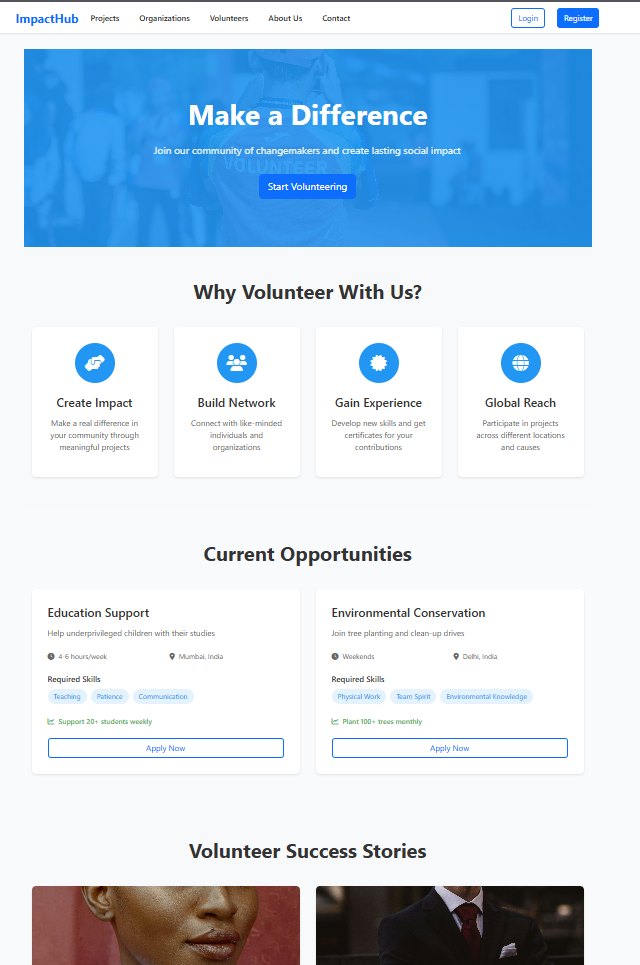 ImpactHub Projects Organizations Volunteers About Us Contact Login Register
Make a Difference
Join our community of changemakers and create lasting social impact
VOLUNTEER
Start Volunteering
Why Volunteer With Us?
Create Impact
Make a real difference in
your community through
meaningful projects
Build Network
Connect with like-minded
individuals and
organizations
Gain Experience
Develop new skills and get
certificates for your
contributions
Global Reach
Participate in projects
across different locations
and causes
Current Opportunities
Education Support
Help underprivileged children with their studies
4-6 hours/week Mumbai, India
Required Skills
Teaching Patience Communication
Support 20+ students weekly
Apply Now
Environmental Conservation
Join tree planting and clean-up drives
Weekends Delhi, India
Required Skills
Physical Work Team Spirit Environmental Knowledge
Plant 100+ trees monthly
Apply Now
Volunteer Success Stories